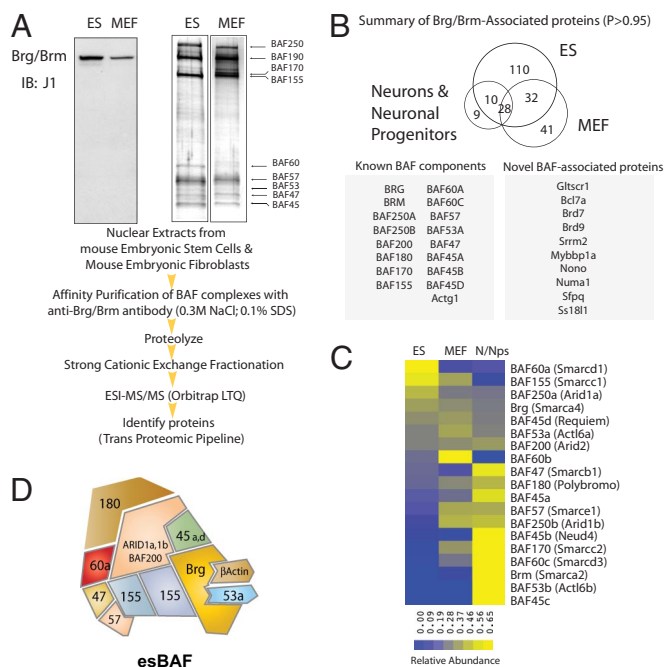 A
ES MEF
Brg/Brm
IB: J1
ES MEF
BAF250
BAF190
BAF170
BAF155
BAF60
BAF57
BAF53
BAF47
BAF45
Nuclear Extracts from
mouse Embryonic Stem Cells &
Mouse Embryonic Fibroblasts
Affinity Purification of BAF complexes with
anti-Brg/Brm antibody (0.3M NaCl; 0.1% SDS)
Proteolyze
Strong Cationic Exchange Fractionation
ESI-MS/MS (Orbitrap LTQ)
Identify proteins
(Trans Proteomic Pipeline)
B
Summary of Brg/Brm-Associated proteins (P>0.95)
ES
110
Neurons &
Neuronal
Progitors
10
32
28
9
41
MEF
Known BAF components
BRG BAF60A
BRM BAF60C
BAF250A BAF57
BAF250B BAF53A
BAF200 BAF47
BAF180 BAF45A
BAF170 BAF45B
BAF155 BAF45D
Actg1
Novel BAF-associated proteins
Gltscr1
Bcl7a
Brd7
Brd9
Srrm2
Mybbp1a
Nono
Numa1
Sfpq
Ss18l1
C
ES MEF N/Nps
BAF60a (Smarcd1)
BAF155 (Smarcc1)
BAF250a (Arid1a)
Brg (Smarca4)
BAF45d (Requiem)
BAF53a (Actl6a)
BAF200 (Arid2)
BAF60b
BAF47 (Smarcb1)
BAF180 (Polybromo)
BAF45a
BAF57 (Smarce1)
BAF250b (Arid1b)
BAF45b (Neud4)
BAF170 (Smarcc2)
BAF60c (Smarcd3)
Brm (Smarca2)
BAF53b (Actl6b)
BAF45c
0.00 0.09 0.19 0.28 0.37 0.46 0.56 0.65
Relative Abundance
D
180
ARID1a,1b
BAF200
45 a,d
60a
Brg
βActin
47
155
155
53a
57
esBAF